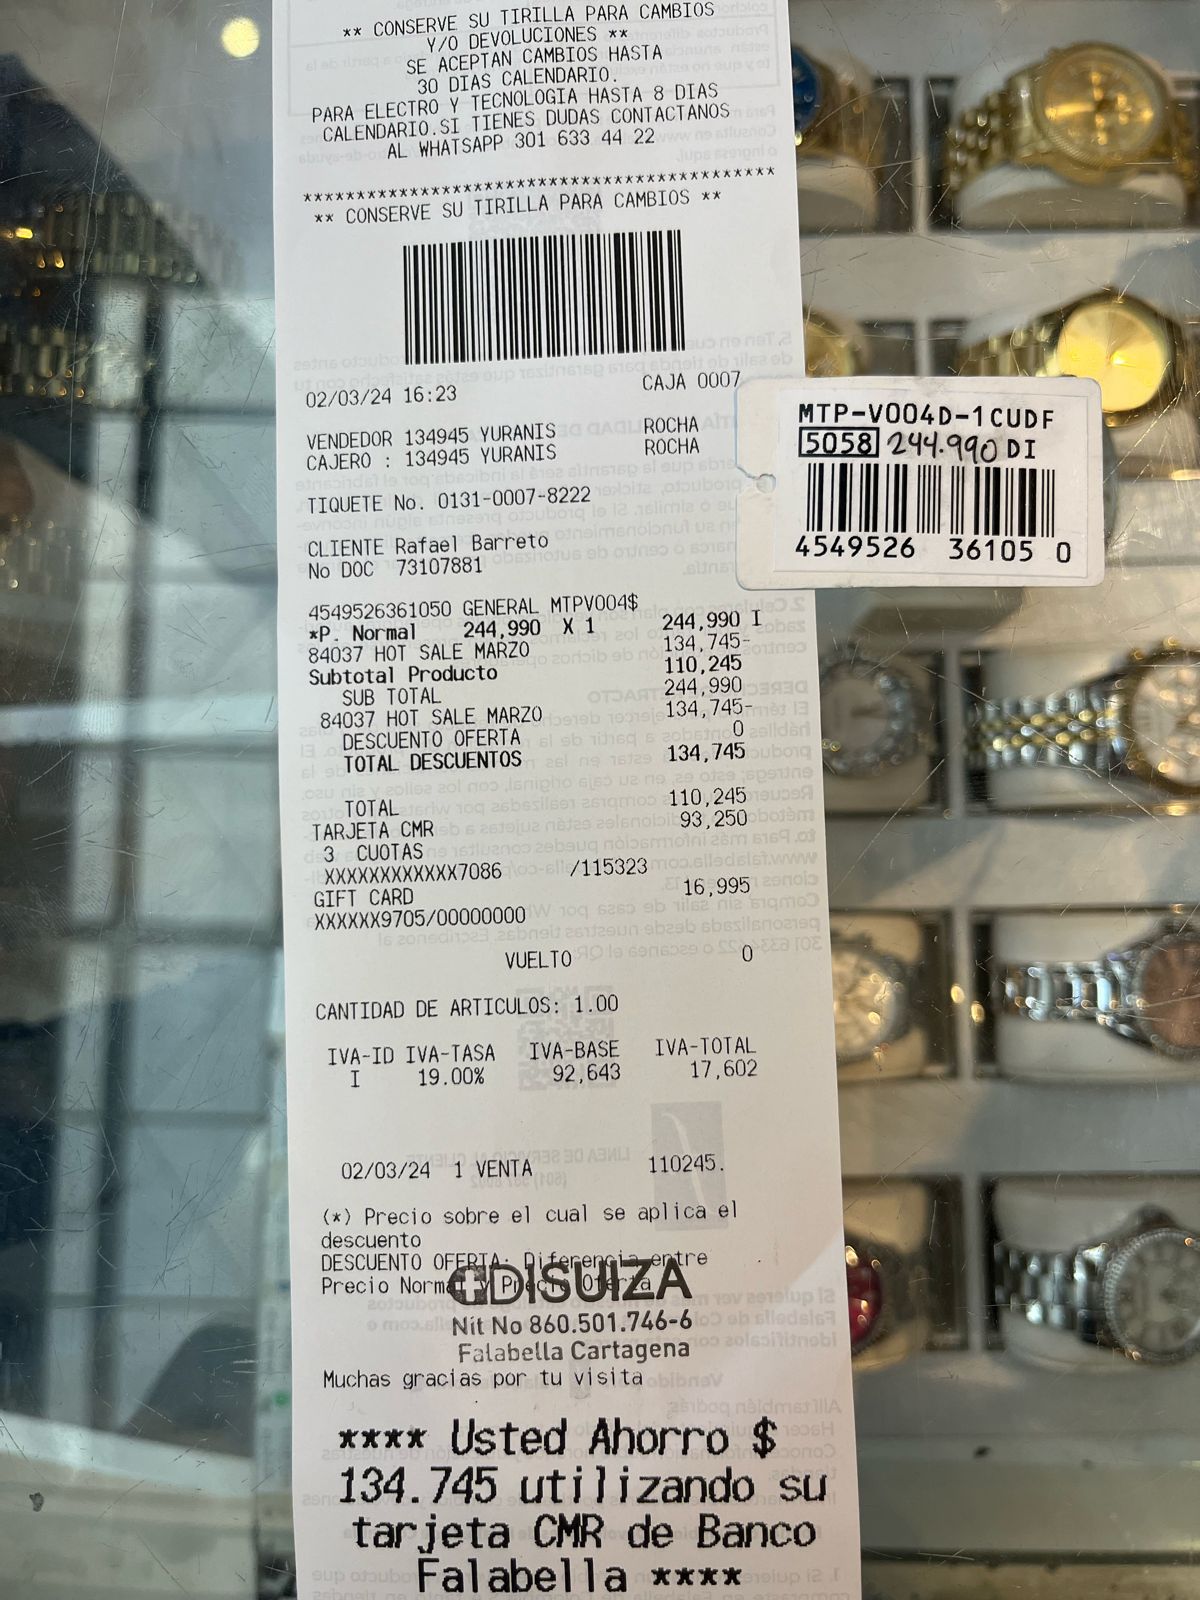 ** CONSERVE SU TIRILLA PARA CAMBIOS
Y/O DEVOLUCIONES **
SE ACEPTAN CAMBIOS HASTA
30 DIAS CALENDARIO.
PARA ELECTRO Y TECNOLOGIA HASTA 8 DIAS
CALENDARIO.SI TIENES DUDAS CONTACTANOS
AL WHATSAPP 301 633 44 22
********************************************
** CONSERVE SU TIRILLA PARA CAMBIOS **
02/03/24 16:23 CAJA 0007
VENDEDOR 134945 YURANIS ROCHA
CAJERO : 134945 YURANIS ROCHA
TIQUETE No. 0131-0007-8222
CLIENTE Rafael Barreto
No DOC 73107881
4549526361050 GENERAL MTPV004$
*P. Normal 244,990 X 1 244,990 I
84037 HOT SALE MARZO 134,745-
Subtotal Producto 110,245
SUB TOTAL 244,990
84037 HOT SALE MARZO 134,745-
DESCUENTO OFERTA 0
TOTAL DESCUENTOS 134,745
TOTAL 110,245
TARJETA CMR 93,250
3 CUOTAS
XXXXXXXXXXXX7086 /115323
GIFT CARD 16,995
XXXXXX9705/00000000
VUELTO 0
CANTIDAD DE ARTICULOS: 1.00
IVA-ID IVA-TASA IVA-BASE IVA-TOTAL
I 19.00% 92,643 17,602
02/03/24 1 VENTA 110245.
(*) Precio sobre el cual se aplica el
descuento
DESCUENTO OFERTA: Diferencia entre
Precio Normal y Precio Oferta
DISUIZA
Nit No 860.501.746-6
Falabella Cartagena
Muchas gracias por tu visita
**** Usted Ahorro $
134.745 utilizando su
tarjeta CMR de Banco
Falabella ****
MTP-V004D-1CUDF
5058 244.990 DI
4549526 36105 0